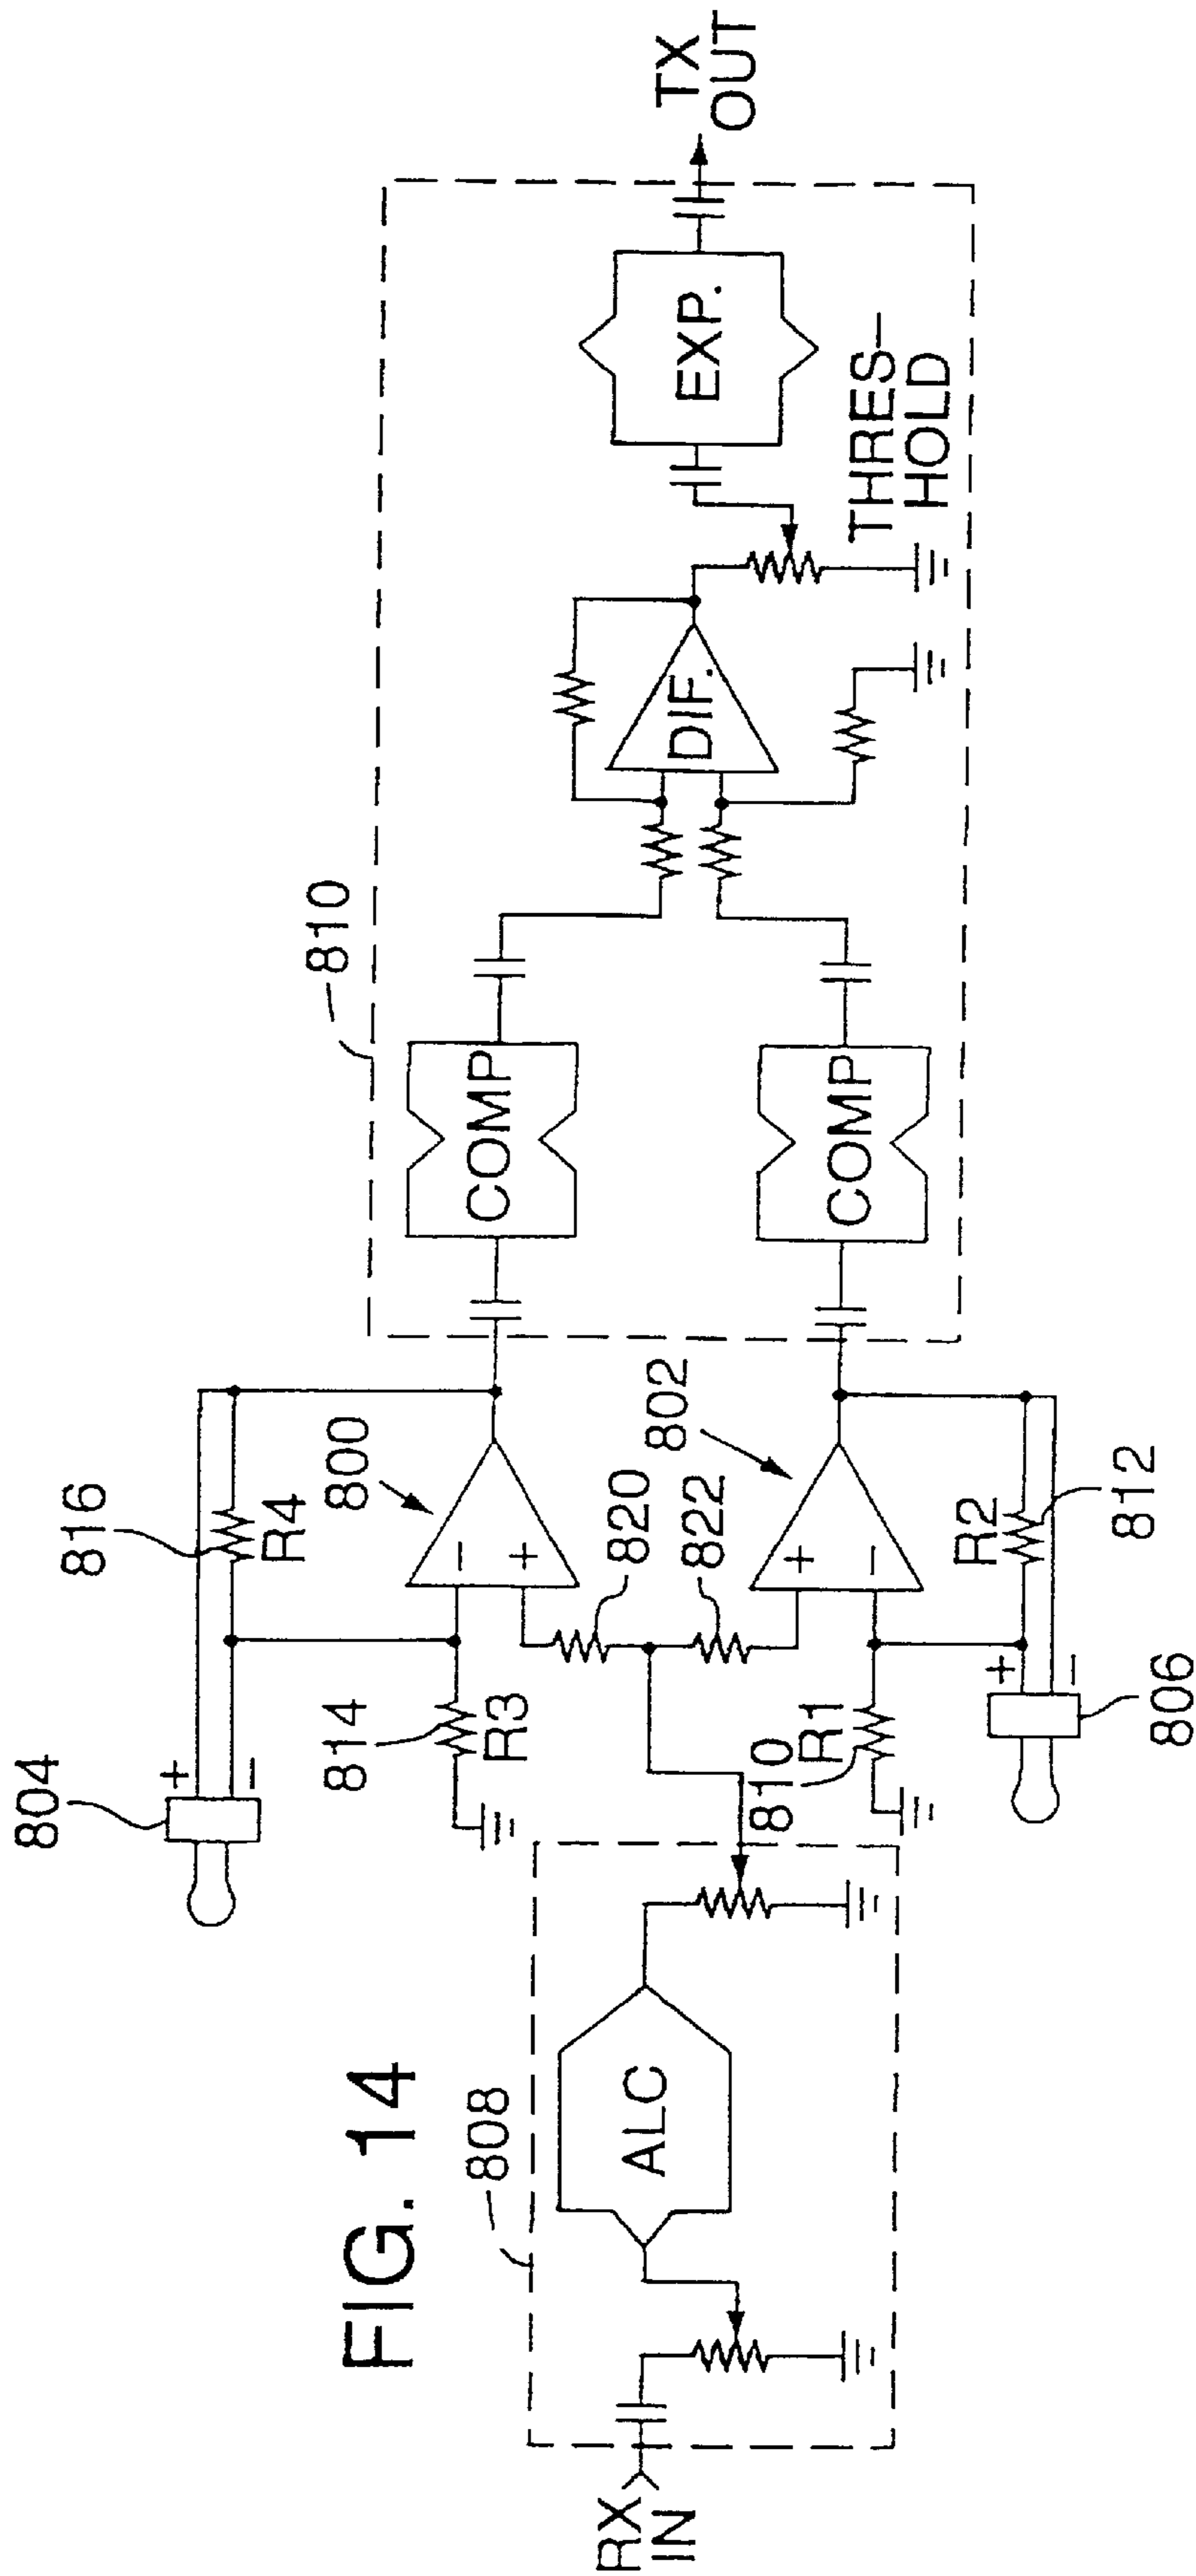 FIG. 14
804
+
−
816
R4
814
R3
800
−
+
820
822
802
+
−
810
R1
R2
812
+
−
806
RX
IN
808
ALC
810
COMP
COMP
DIF.
THRES−
HOLD
EXP.
TX
OUT